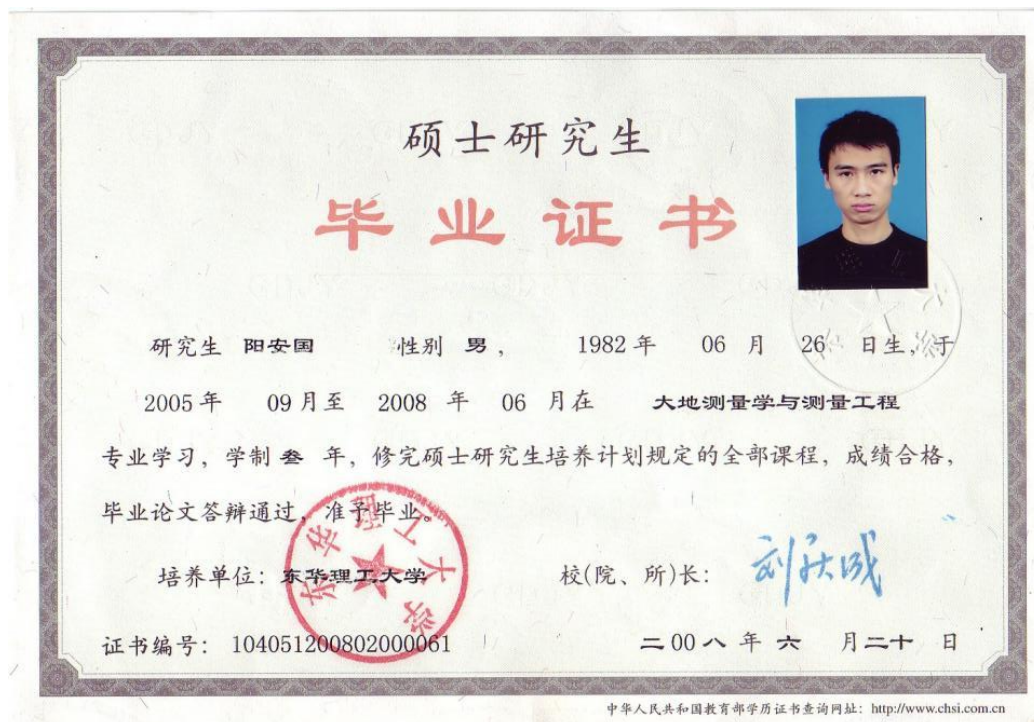 硕士研究生
毕业证书
研究生 阳安国 性别 男， 1982 年 06 月 26 日生，于
2005 年 09 月至 2008 年 06 月在 大地测量学与测量工程
专业学习，学制 叁 年，修完硕士研究生培养计划规定的全部课程，成绩合格，
毕业论文答辩通过，准予毕业。
东华理工大学
培养单位：东华理工大学 校(院、所)长：
证书编号： 104051200802000061 二00八 年 六 月二十 日
中华人民共和国教育部学历证书查询网址：http://www.chsi.com.cn